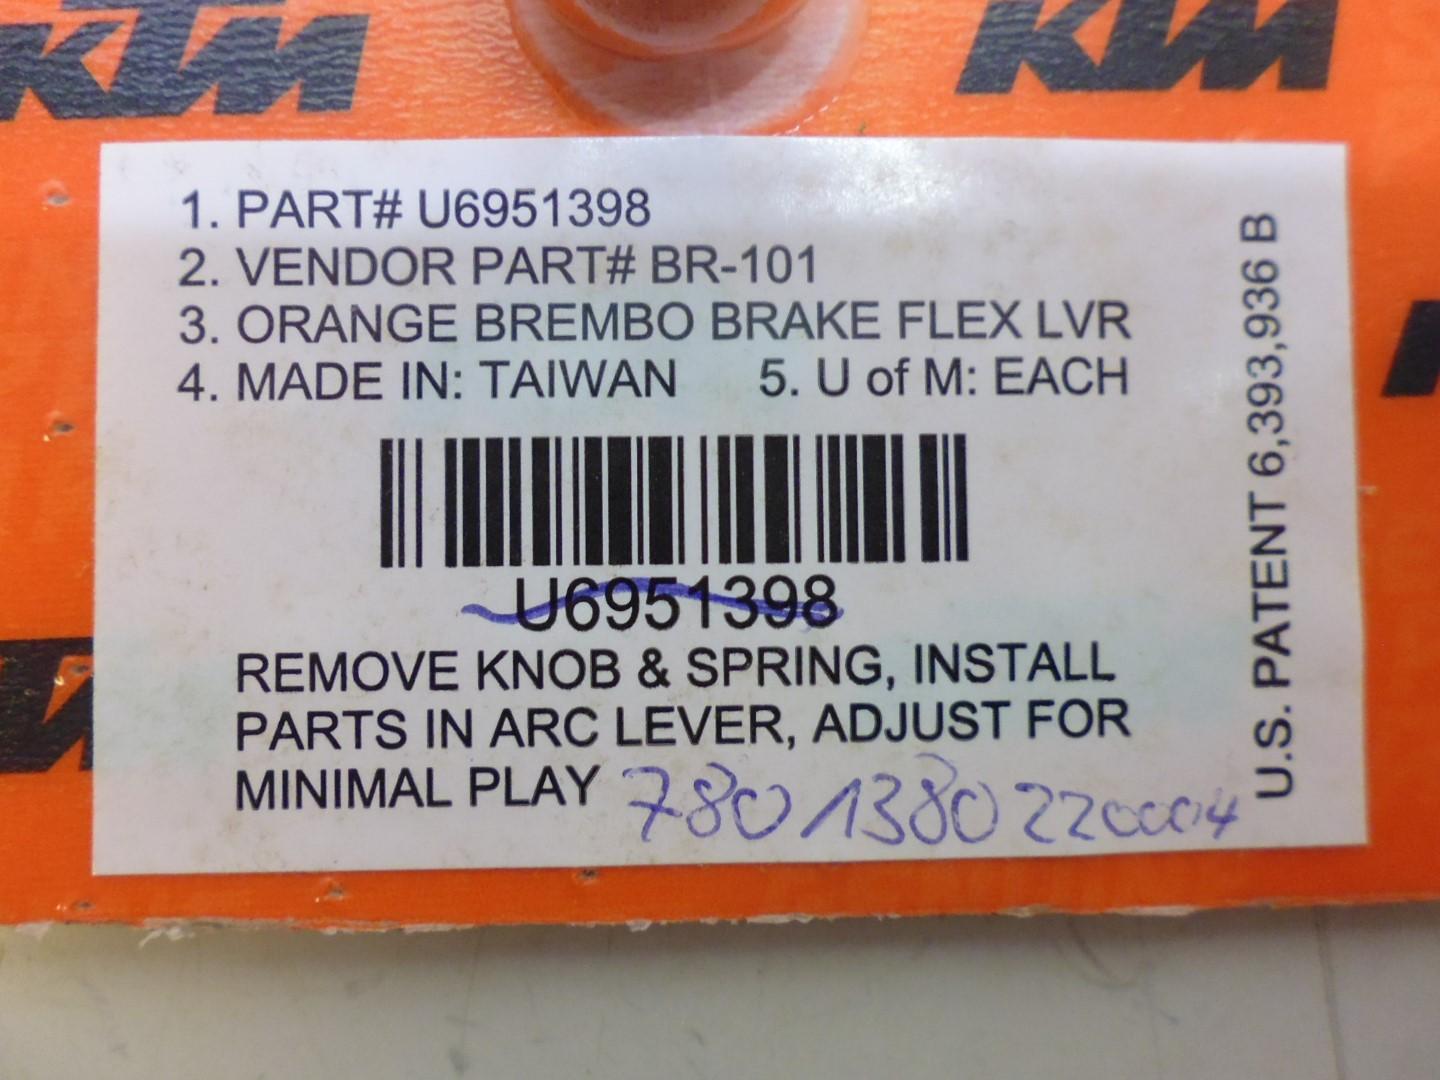 KTM
KTM
1. PART# U6951398
2. VENDOR PART# BR-101
3. ORANGE BREMBO BRAKE FLEX LVR
4. MADE IN: TAIWAN 5. U of M: EACH
U6951398
REMOVE KNOB & SPRING, INSTALL
PARTS IN ARC LEVER, ADJUST FOR
MINIMAL PLAY 7801380220004
U.S. PATENT 6,393,936 B